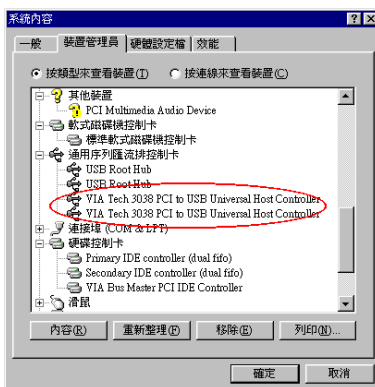 系統內容
一般 裝置管理員 硬體設定檔 效能
按類型來查看裝置(T) 按連線來查看裝置(C)
其他裝置
PCI Multimedia Audio Device
軟式磁碟機控制卡
標準軟式磁碟機控制卡
通用序列匯流排控制卡
USB Root Hub
USB Root Hub
VIA Tech 3038 PCI to USB Universal Host Controller
VIA Tech 3038 PCI to USB Universal Host Controller
連接埠 (COM & LPT)
硬碟控制卡
Primary IDE controller (dual fifo)
Secondary IDE controller (dual fifo)
VIA Bus Master PCI IDE Controller
滑鼠
內容(R) 重新整理(F) 移除(E) 列印(N)...
確定 取消